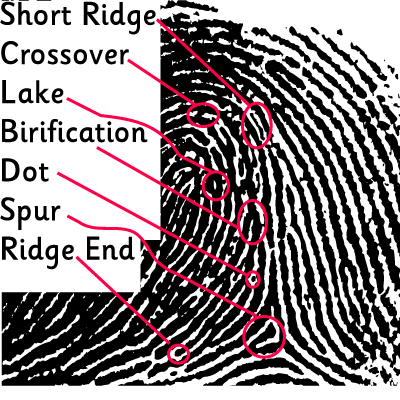 Short Ridge
Crossover
Lake
Birification
Dot
Spur
Ridge End